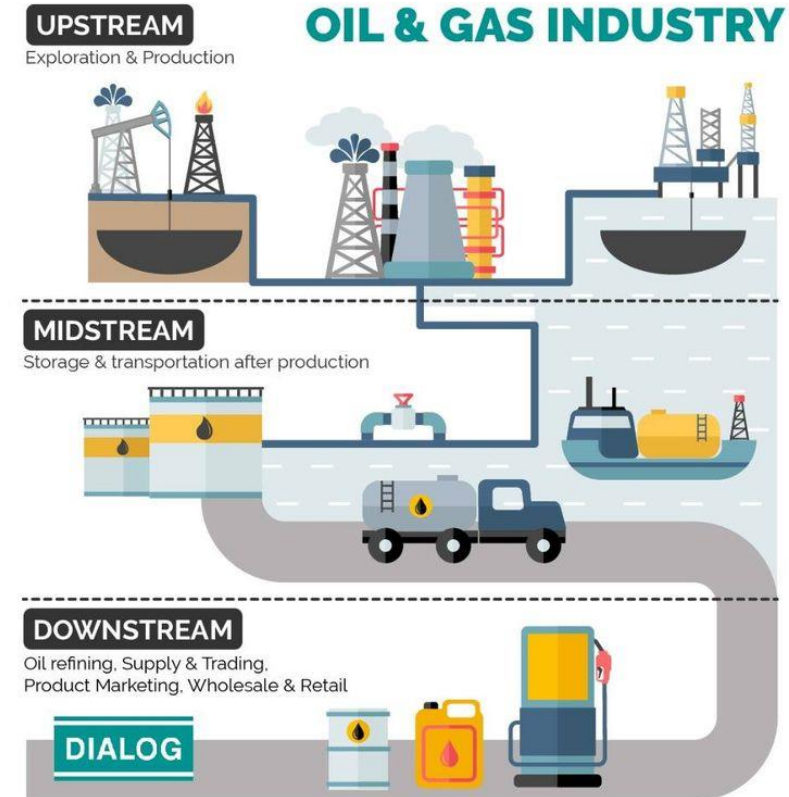 UPSTREAM
OIL & GAS INDUSTRY
Exploration & Production
MIDSTREAM
Storage & transportation after production
DOWNSTREAM
Oil refining, Supply & Trading,
Product Marketing, Wholesale & Retail
DIALOG